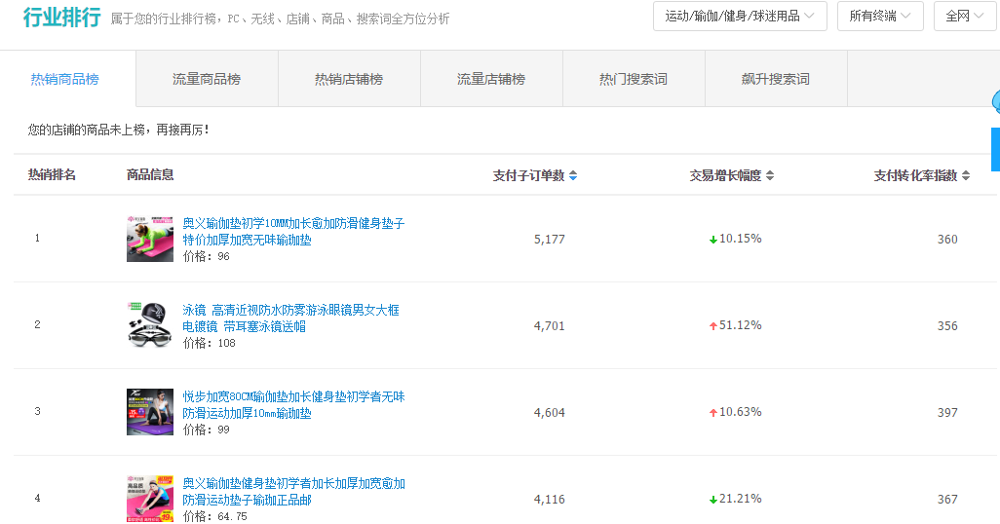 行业排行 属于您的行业排行榜，PC、无线、店铺、商品、搜索词全方位分析
运动/瑜伽/健身/球迷用品 所有终端 全网
热销商品榜 流量商品榜 热销店铺榜 流量店铺榜 热门搜索词 飙升搜索词
您的店铺的商品未上榜，再接再厉！
热销排名 商品信息 支付子订单数 交易增长幅度 支付转化率指数
1 奥义瑜伽垫初学10MM加长愈加防滑健身垫子
特价加厚加宽无味瑜珈垫
价格：96
5,177 10.15% 360
2 泳镜 高清近视防水防雾游泳眼镜男女大框
电镀镜 带耳塞泳镜送帽
价格：108
4,701 51.12% 356
3 悦步加宽80CM瑜伽垫加长健身垫初学者无味
防滑运动加厚10mm瑜珈垫
价格：99
4,604 10.63% 397
4 奥义瑜伽垫健身垫初学者加长加厚加宽愈加
防滑运动垫子瑜珈正品邮
价格：64.75
4,116 21.21% 367